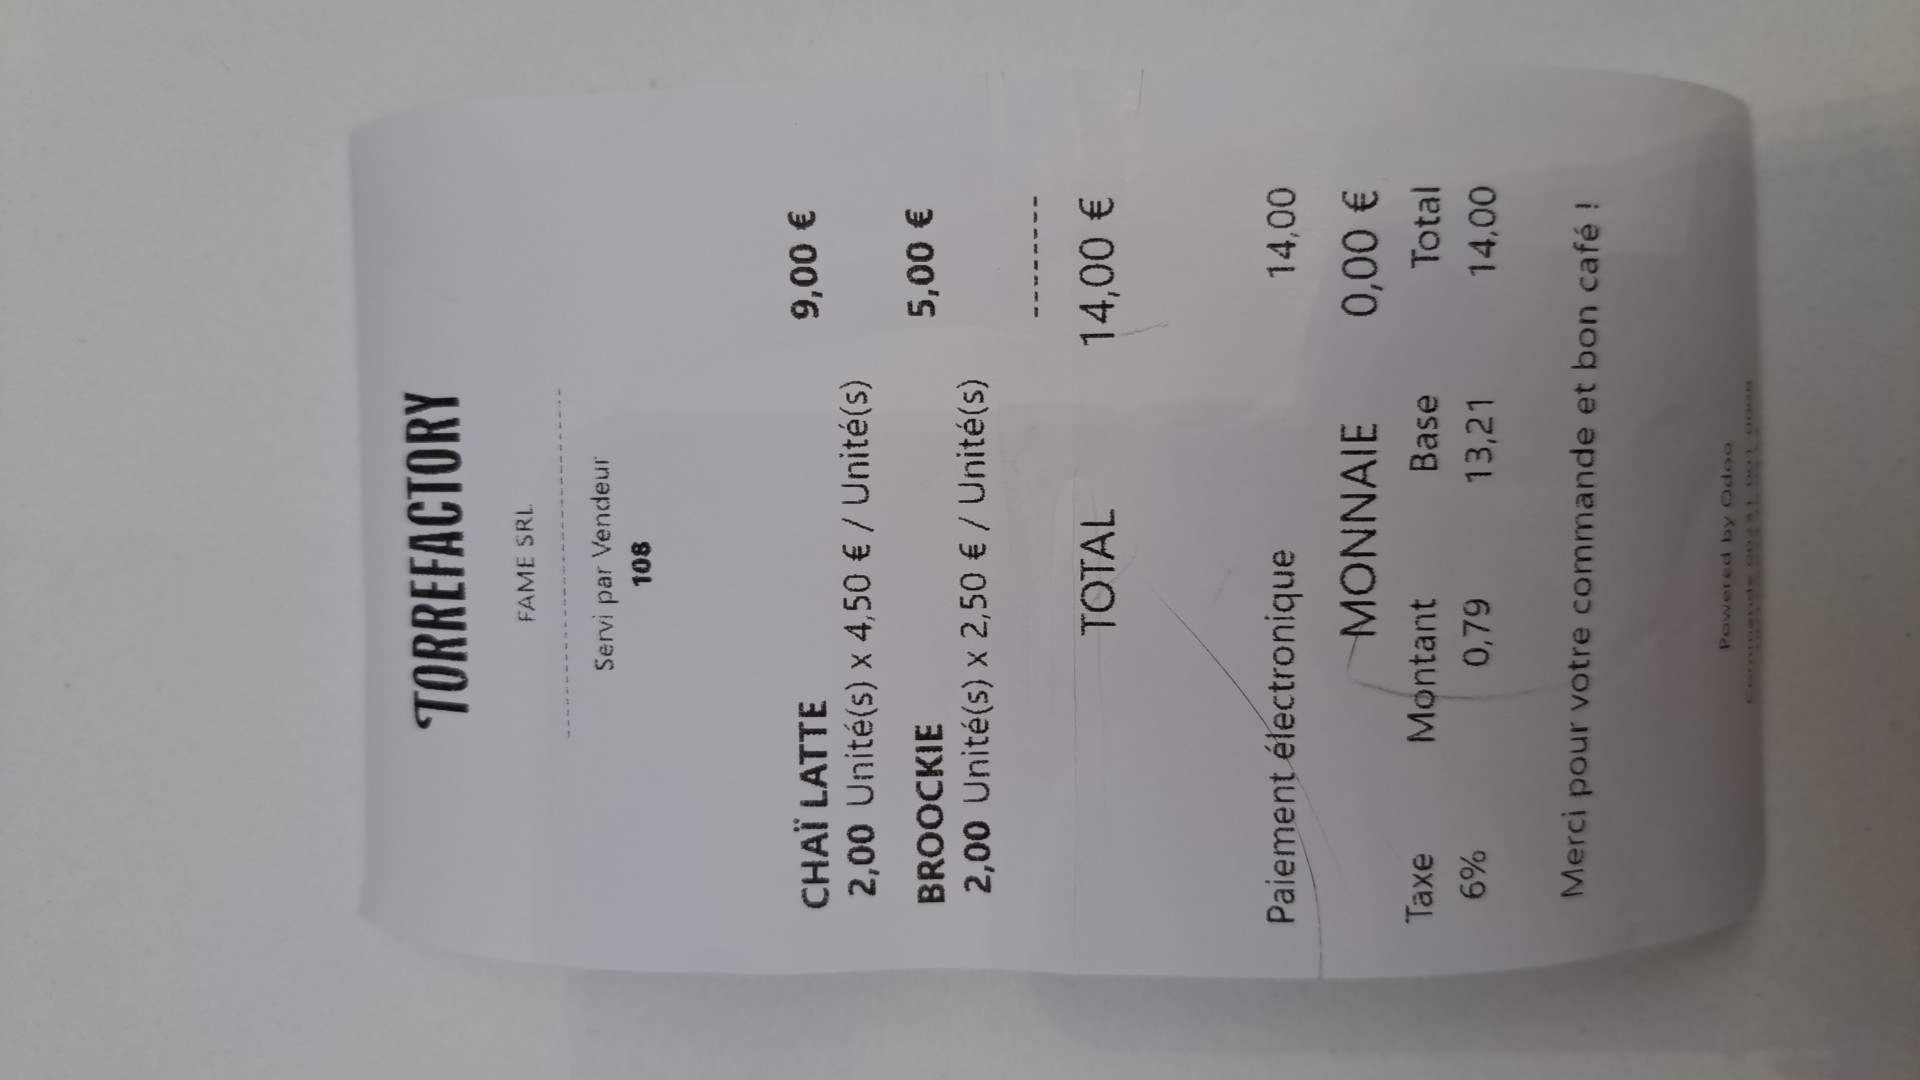 TORREFACTORY
FAME SRL
--------------------------------
Servi par Vendeur
108
CHAÏ LATTE 9,00 €
2,00 Unité(s) x 4,50 € / Unité(s)
BROOCKIE 5,00 €
2,00 Unité(s) x 2,50 € / Unité(s)
--------
TOTAL 14,00 €
Paiement électronique 14,00
MONNAIE 0,00 €
Taxe Montant Base Total
6% 0,79 13,21 14,00
Merci pour votre commande et bon café !
Powered by Odoo